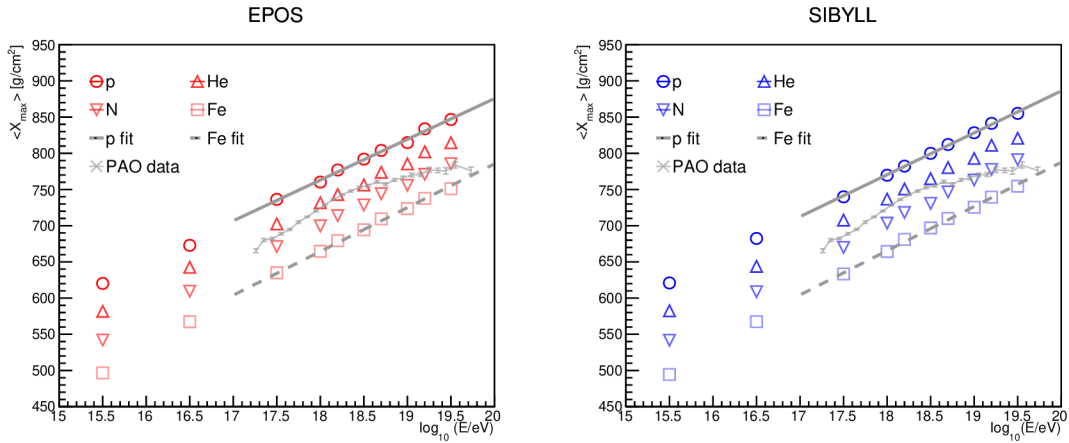 EPOS
<X_max> [g/cm²]
950
900
850
800
750
700
650
600
550
500
450
p
He
N
Fe
p fit
Fe fit
PAO data
15 15.5 16 16.5 17 17.5 18 18.5 19 19.5 20
log₁₀(E/eV)
SIBYLL
<X_max> [g/cm²]
950
900
850
800
750
700
650
600
550
500
450
p
He
N
Fe
p fit
Fe fit
PAO data
15 15.5 16 16.5 17 17.5 18 18.5 19 19.5 20
log₁₀(E/eV)